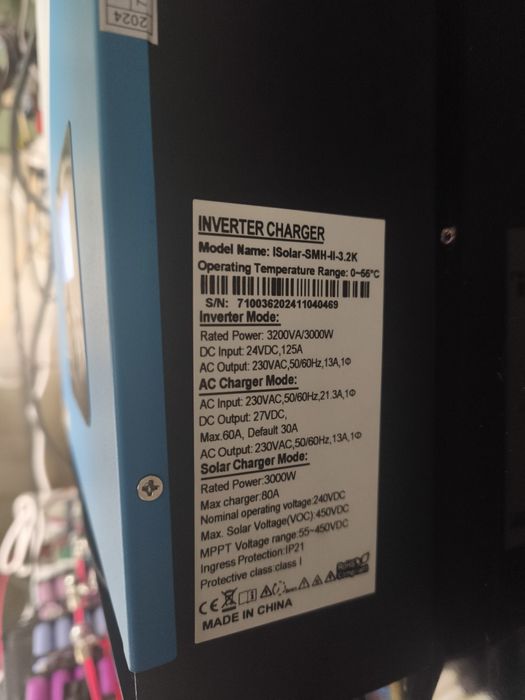 2024
INVERTER CHARGER
Model Name: ISolar-SMH-II-3.2K
Operating Temperature Range: 0~55°C
S/N: 710036202411040469
Inverter Mode:
Rated Power: 3200VA/3000W
DC Input: 24VDC,125A
AC Output: 230VAC,50/60Hz,13A,1Φ
AC Charger Mode:
AC Input: 230VAC,50/60Hz,21.3A,1Φ
DC Output: 27VDC,
Max.60A, Default 30A
AC Output: 230VAC,50/60Hz,13A,1Φ
Solar Charger Mode:
Rated Power:3000W
Max charger:80A
Nominal operating voltage:240VDC
Max. Solar Voltage(VOC):450VDC
MPPT Voltage range:55~450VDC
Ingress Protection:IP21
Protective class:class I
CE
MADE IN CHINA